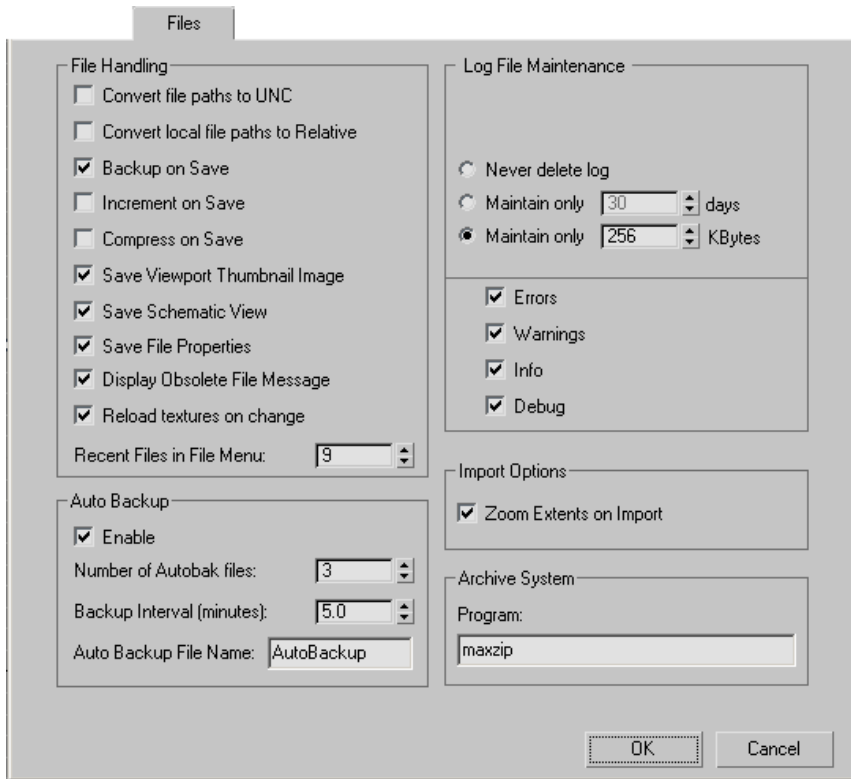 Files
File Handling
Convert file paths to UNC
Convert local file paths to Relative
Backup on Save
Increment on Save
Compress on Save
Save Viewport Thumbnail Image
Save Schematic View
Save File Properties
Display Obsolete File Message
Reload textures on change
Recent Files in File Menu: 9
Auto Backup
Enable
Number of Autobak files: 3
Backup Interval (minutes): 5.0
Auto Backup File Name: AutoBackup
Log File Maintenance
Never delete log
Maintain only 30 days
Maintain only 256 KBytes
Errors
Warnings
Info
Debug
Import Options
Zoom Extents on Import
Archive System
Program:
maxzip
OK Cancel